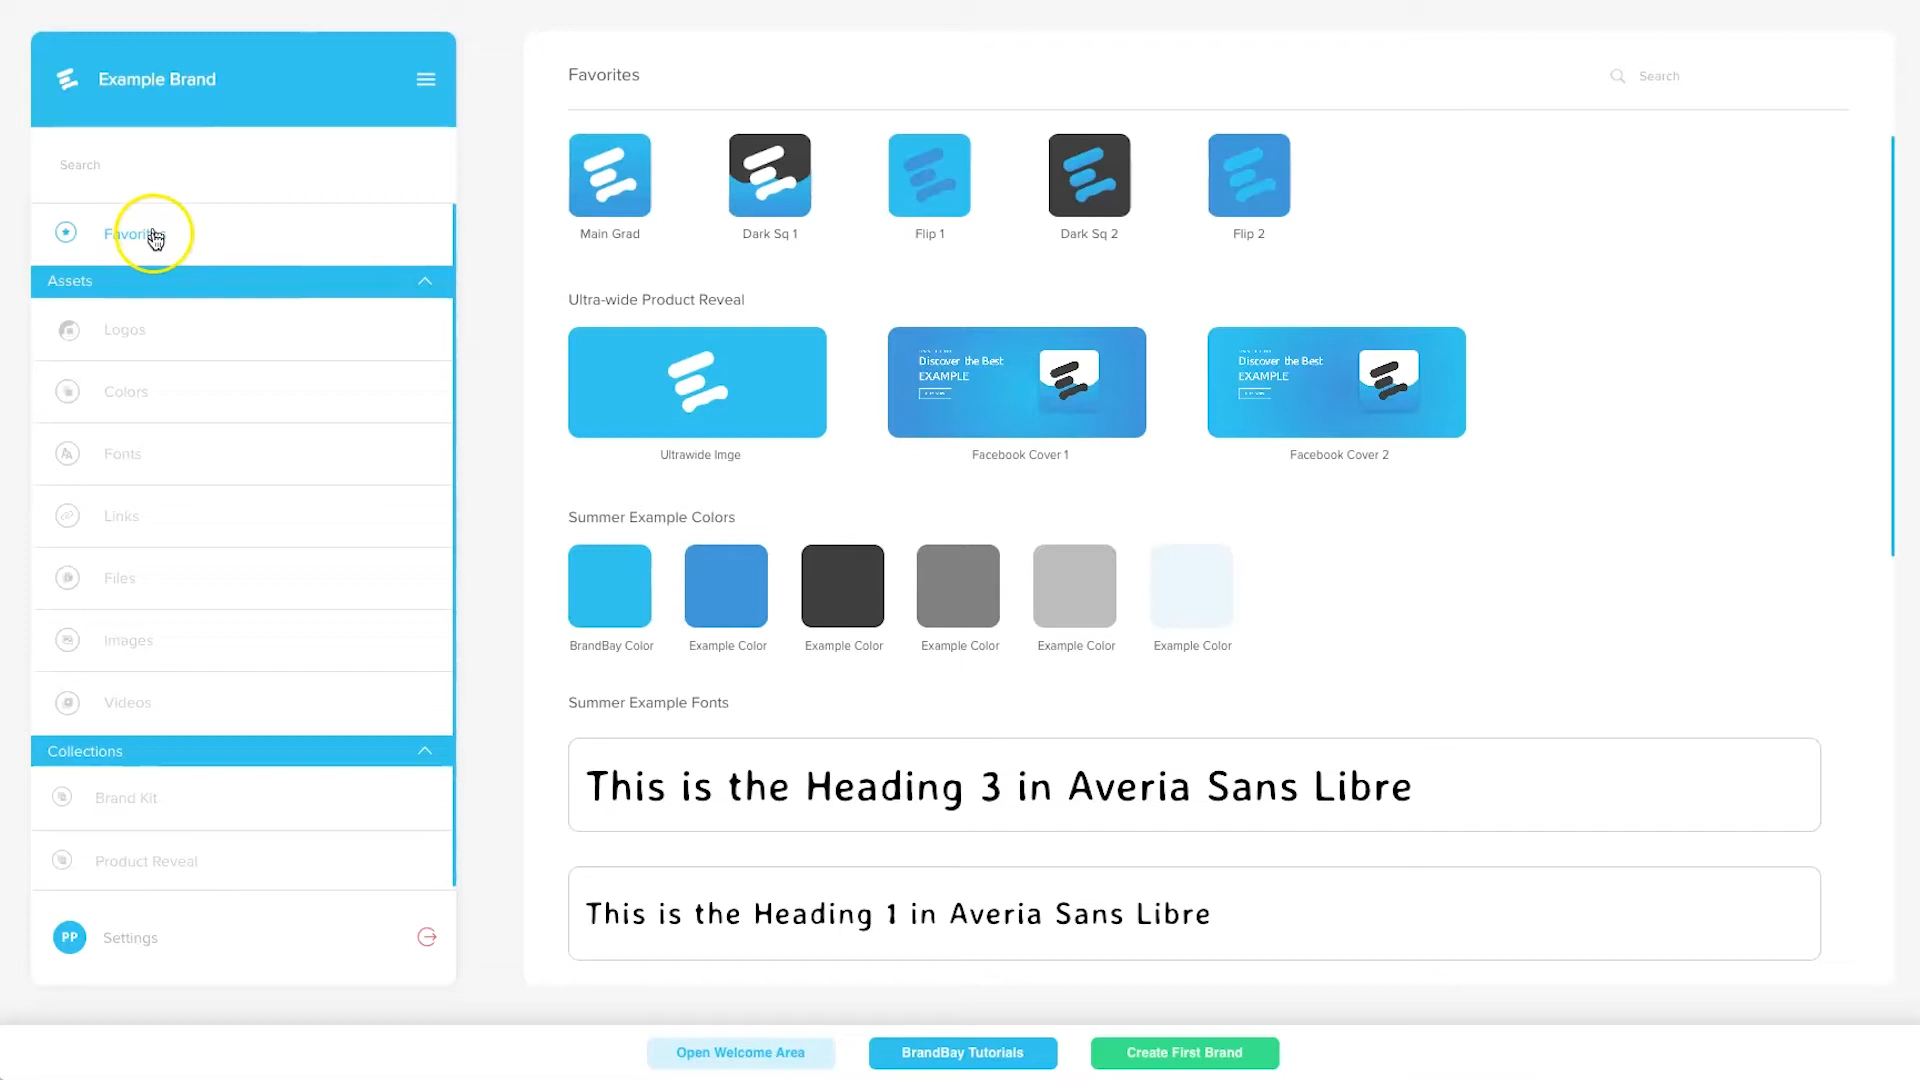 Example Brand
Search
Favorites
Assets
Logos
Colors
Fonts
Links
Files
Images
Videos
Collections
Brand Kit
Product Reveal
PP
Settings
Favorites
Search
Main Grad
Dark Sq 1
Flip 1
Dark Sq 2
Flip 2
Ultra-wide Product Reveal
Discover the Best
EXAMPLE
Discover the Best
EXAMPLE
Ultrawide Imge
Facebook Cover 1
Facebook Cover 2
Summer Example Colors
BrandBay Color
Example Color
Example Color
Example Color
Example Color
Example Color
Summer Example Fonts
This is the Heading 3 in Averia Sans Libre
This is the Heading 1 in Averia Sans Libre
Open Welcome Area
BrandBay Tutorials
Create First Brand